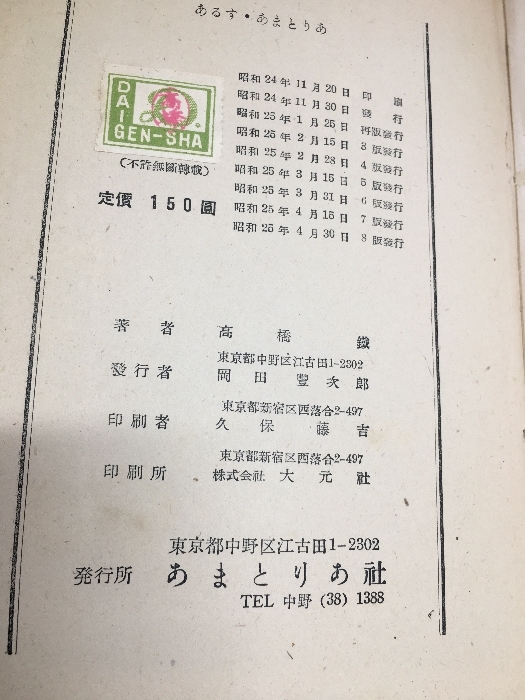 あるす・あまとりあ
DAI
GEN-SHA
(不許無斷轉載)
定價 150圓
昭和24年11月20日 印刷
昭和24年11月30日 發行
昭和25年1月25日 再版發行
昭和25年2月15日 3版發行
昭和25年2月28日 4版發行
昭和25年3月15日 5版發行
昭和25年3月31日 6版發行
昭和25年4月15日 7版發行
昭和25年4月30日 8版發行
著者 高橋鐵
東京都中野区江古田1-2302
發行者 岡田豐次郎
東京都新宿区西落合2-497
印刷者 久保藤吉
東京都新宿区西落合2-497
印刷所 株式会社 大元社
東京都中野区江古田1-2302
発行所 あまとりあ社
TEL 中野 (38) 1388